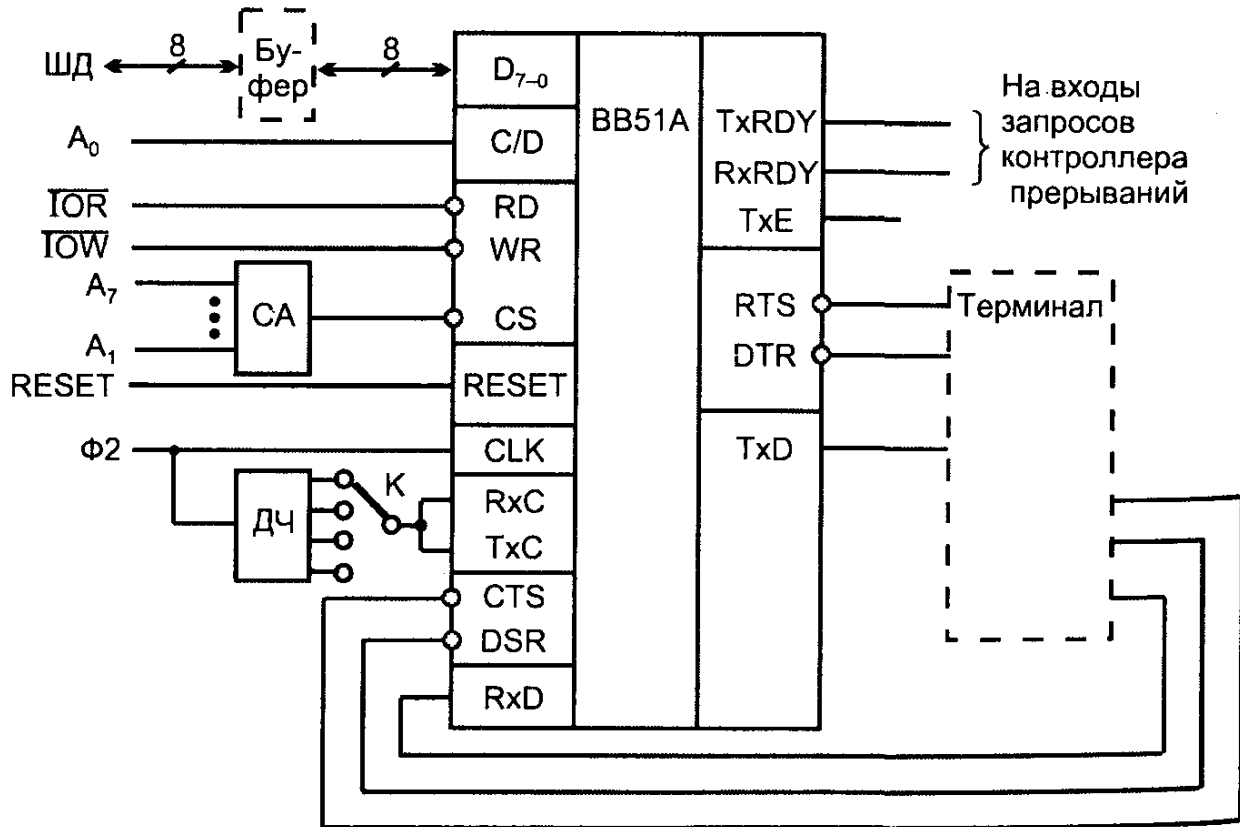 ШД
8
Бу-
фер
8
D7–0
BB51A
TxRDY
RxRDY
TxE
На входы
запросов
контроллера
прерываний
A0
C/D
IOR
RD
IOW
WR
A7
A1
CA
CS
RTS
DTR
Терминал
RESET
RESET
Ф2
CLK
TxD
ДЧ
K
RxC
TxC
CTS
DSR
RxD